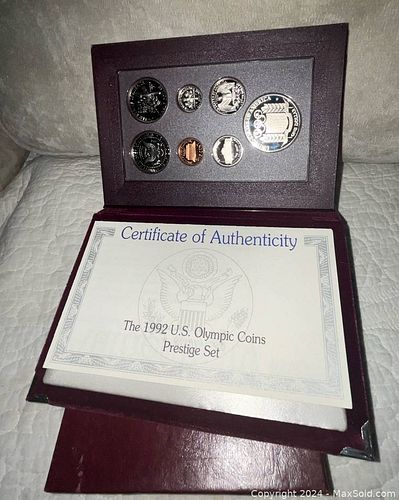 Certificate of Authenticity
The 1992 U.S. Olympic Coins
Prestige Set
Copyright 2024 - MaxSold.com